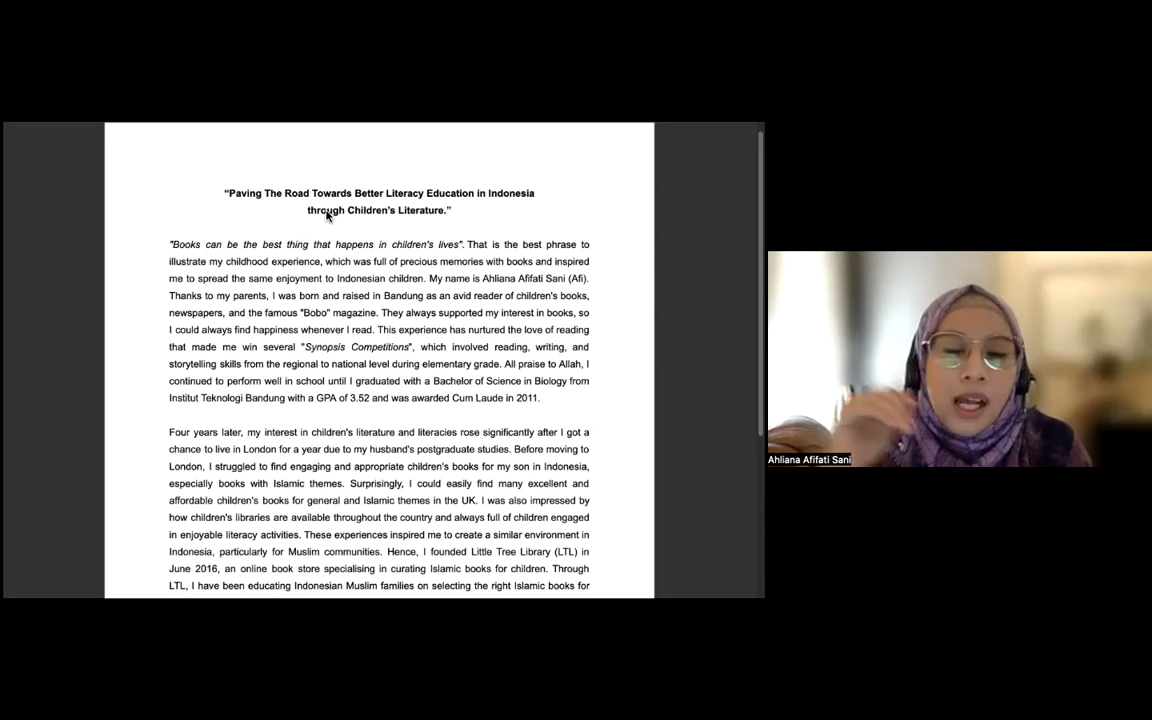 “Paving The Road Towards Better Literacy Education in Indonesia
through Children's Literature.”
"Books can be the best thing that happens in children's lives". That is the best phrase to
illustrate my childhood experience, which was full of precious memories with books and inspired
me to spread the same enjoyment to Indonesian children. My name is Ahliana Afifati Sani (Afi).
Thanks to my parents, I was born and raised in Bandung as an avid reader of children's books,
newspapers, and the famous "Bobo" magazine. They always supported my interest in books, so
I could always find happiness whenever I read. This experience has nurtured the love of reading
that made me win several "Synopsis Competitions", which involved reading, writing, and
storytelling skills from the regional to national level during elementary grade. All praise to Allah, I
continued to perform well in school until I graduated with a Bachelor of Science in Biology from
Institut Teknologi Bandung with a GPA of 3.52 and was awarded Cum Laude in 2011.
Four years later, my interest in children's literature and literacies rose significantly after I got a
chance to live in London for a year due to my husband's postgraduate studies. Before moving to
London, I struggled to find engaging and appropriate children's books for my son in Indonesia,
especially books with Islamic themes. Surprisingly, I could easily find many excellent and
affordable children's books for general and Islamic themes in the UK. I was also impressed by
how children's libraries are available throughout the country and always full of children engaged
in enjoyable literacy activities. These experiences inspired me to create a similar environment in
Indonesia, particularly for Muslim communities. Hence, I founded Little Tree Library (LTL) in
June 2016, an online book store specialising in curating Islamic books for children. Through
LTL, I have been educating Indonesian Muslim families on selecting the right Islamic books for
Ahliana Afifati Sani